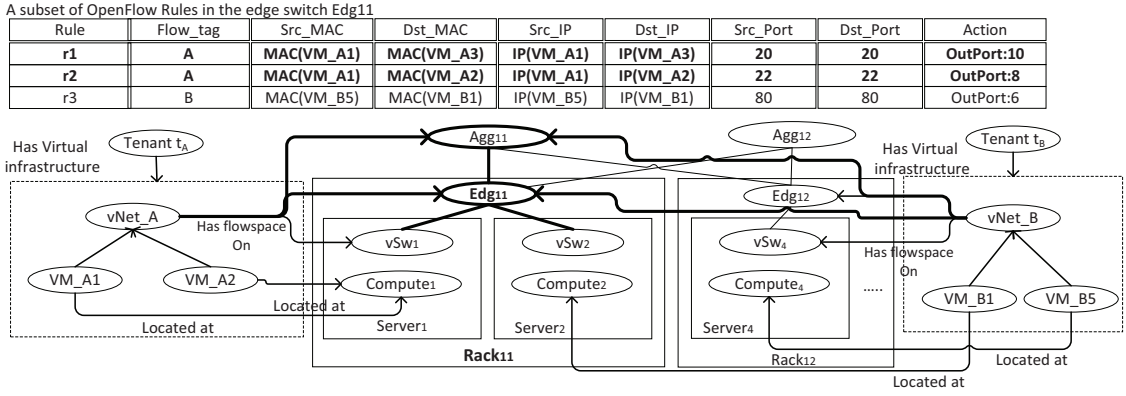 A subset of OpenFlow Rules in the edge switch Edg11
Rule Flow_tag Src_MAC Dst_MAC Src_IP Dst_IP Src_Port Dst_Port Action
r1 A MAC(VM_A1) MAC(VM_A3) IP(VM_A1) IP(VM_A3) 20 20 OutPort:10
r2 A MAC(VM_A1) MAC(VM_A2) IP(VM_A1) IP(VM_A2) 22 22 OutPort:8
r3 B MAC(VM_B5) MAC(VM_B1) IP(VM_B5) IP(VM_B1) 80 80 OutPort:6
Has Virtual
infrastructure
Tenant tA
Agg11
Agg12
Has Virtual
infrastructure
Tenant tB
vNet_A
Has flowspace
On
Edg11
Edg12
vNet_B
vSw1
vSw2
vSw4
Has flowspace
On
VM_A1
VM_A2
Compute1
Compute2
Compute4
.....
VM_B1
VM_B5
Located at
Located at
Server1
Server2
Server4
Rack11
Rack12
Located at
Located at